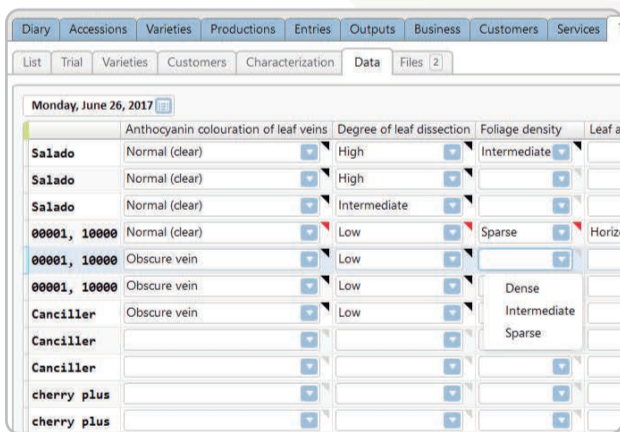 Diary Accessions Varieties Productions Entries Outputs Business Customers Services
List Trial Varieties Customers Characterization Data Files 2
Monday, June 26, 2017
Anthocyanin colouration of leaf veins Degree of leaf dissection Foliage density Leaf a
Salado Normal (clear) High Intermediate
Salado Normal (clear) High
Salado Normal (clear) Intermediate
00001, 10000 Normal (clear) Low Sparse Horiz
00001, 10000 Obscure vein Low
00001, 10000 Obscure vein Low
Dense
Canciller Obscure vein Low
Intermediate
Canciller
Sparse
Canciller
cherry plus
cherry plus